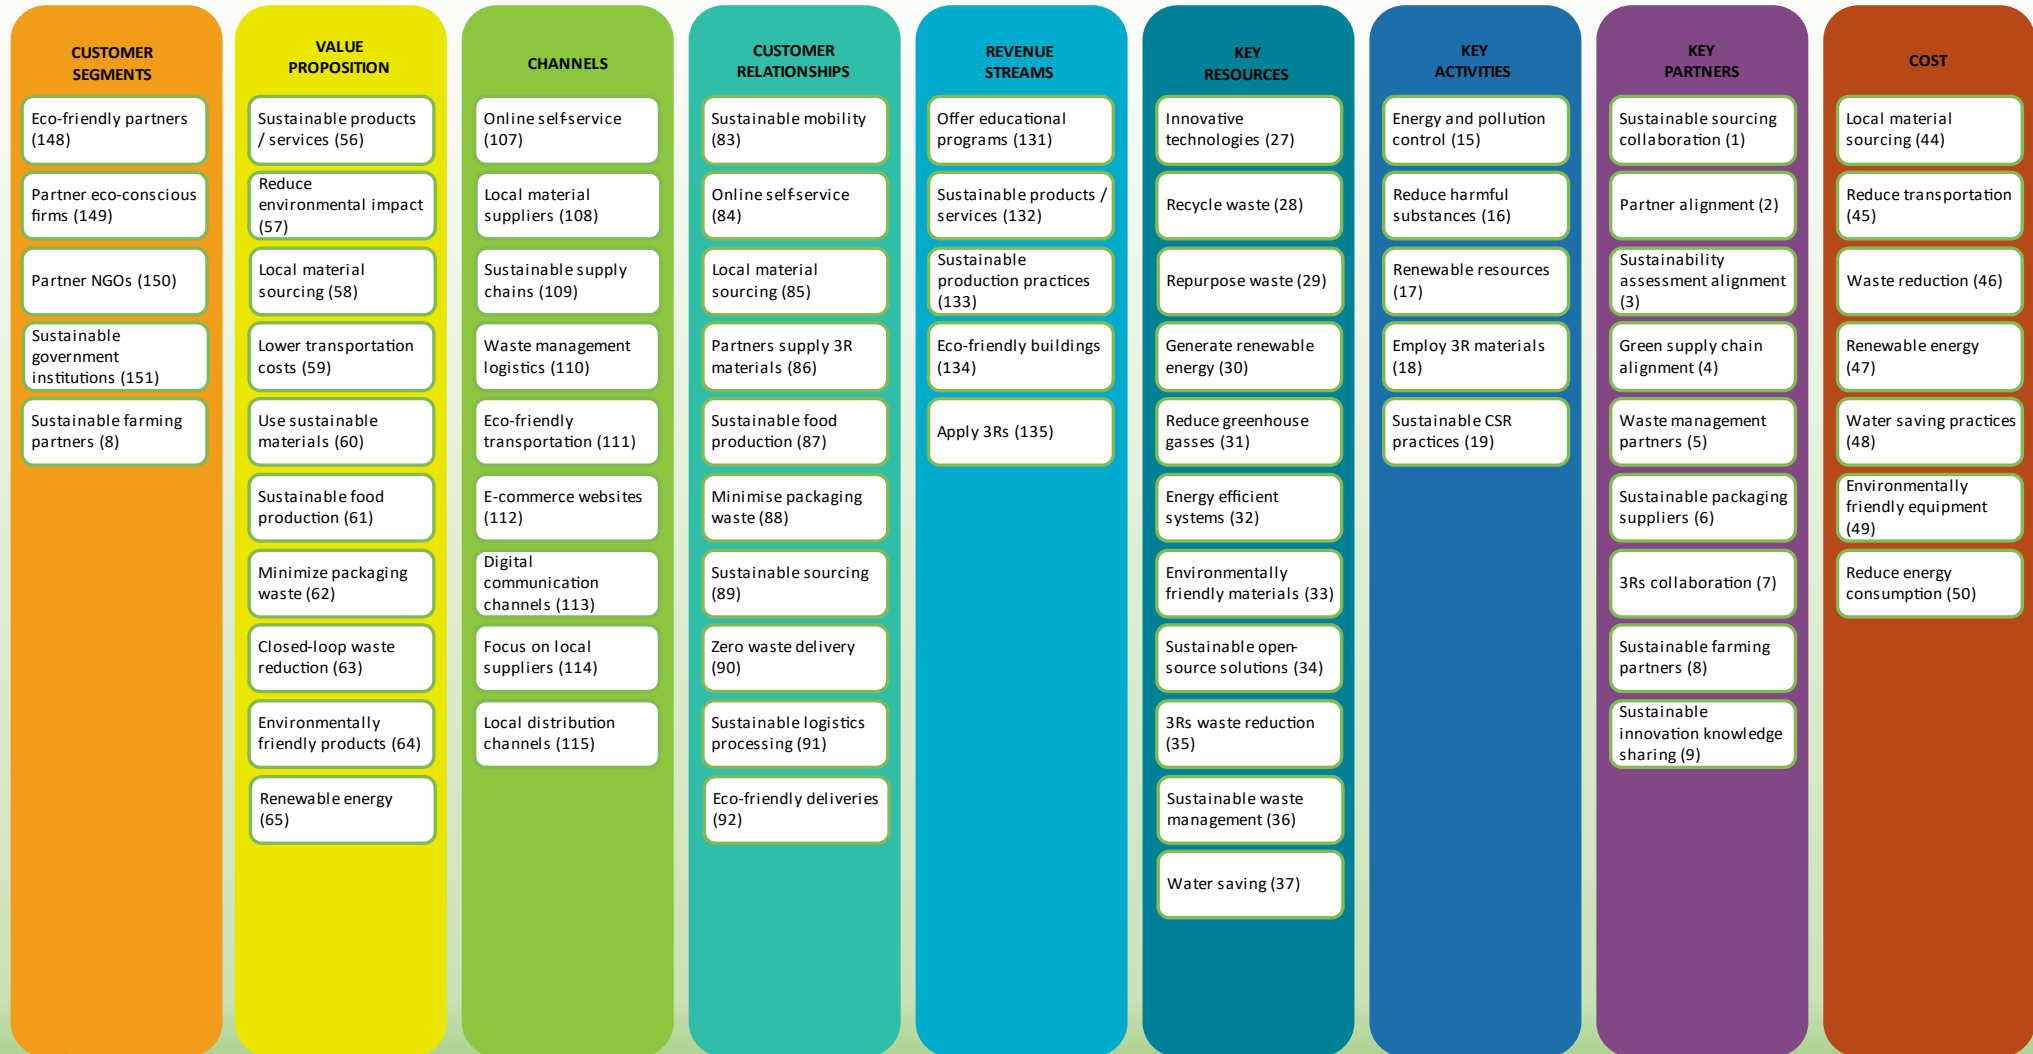 CUSTOMER
SEGMENTS
Eco-friendly partners
(148)
Partner eco-conscious
firms (149)
Partner NGOs (150)
Sustainable
government
institutions (151)
Sustainable farming
partners (8)
VALUE
PROPOSITION
Sustainable products
/ services (56)
Reduce
environmental impact
(57)
Local material
sourcing (58)
Lower transportation
costs (59)
Use sustainable
materials (60)
Sustainable food
production (61)
Minimize packaging
waste (62)
Closed-loop waste
reduction (63)
Environmentally
friendly products (64)
Renewable energy
(65)
CHANNELS
Online self-service
(107)
Local material
suppliers (108)
Sustainable supply
chains (109)
Waste management
logistics (110)
Eco-friendly
transportation (111)
E-commerce websites
(112)
Digital
communication
channels (113)
Focus on local
suppliers (114)
Local distribution
channels (115)
CUSTOMER
RELATIONSHIPS
Sustainable mobility
(83)
Online self-service
(84)
Local material
sourcing (85)
Partners supply 3R
materials (86)
Sustainable food
production (87)
Minimise packaging
waste (88)
Sustainable sourcing
(89)
Zero waste delivery
(90)
Sustainable logistics
processing (91)
Eco-friendly deliveries
(92)
REVENUE
STREAMS
Offer educational
programs (131)
Sustainable products /
services (132)
Sustainable
production practices
(133)
Eco-friendly buildings
(134)
Apply 3Rs (135)
KEY
RESOURCES
Innovative
technologies (27)
Recycle waste (28)
Repurpose waste (29)
Generate renewable
energy (30)
Reduce greenhouse
gasses (31)
Energy efficient
systems (32)
Environmentally
friendly materials (33)
Sustainable open-
source solutions (34)
3Rs waste reduction
(35)
Sustainable waste
management (36)
Water saving (37)
KEY
ACTIVITIES
Energy and pollution
control (15)
Reduce harmful
substances (16)
Renewable resources
(17)
Employ 3R materials
(18)
Sustainable CSR
practices (19)
KEY
PARTNERS
Sustainable sourcing
collaboration (1)
Partner alignment (2)
Sustainability
assessment alignment
(3)
Green supply chain
alignment (4)
Waste management
partners (5)
Sustainable packaging
suppliers (6)
3Rs collaboration (7)
Sustainable farming
partners (8)
Sustainable
innovation knowledge
sharing (9)
COST
Local material
sourcing (44)
Reduce transportation
(45)
Waste reduction (46)
Renewable energy
(47)
Water saving practices
(48)
Environmentally
friendly equipment
(49)
Reduce energy
consumption (50)